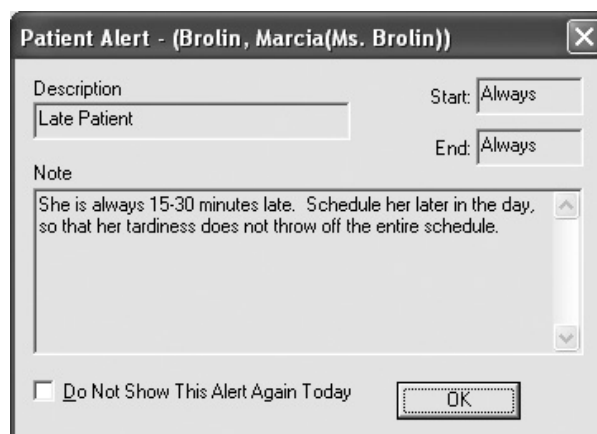 Patient Alert - (Brolin, Marcia(Ms. Brolin))
Description
Late Patient
Start: Always
End: Always
Note
She is always 15-30 minutes late.  Schedule her later in the day,
so that her tardiness does not throw off the entire schedule.
Do Not Show This Alert Again Today
OK